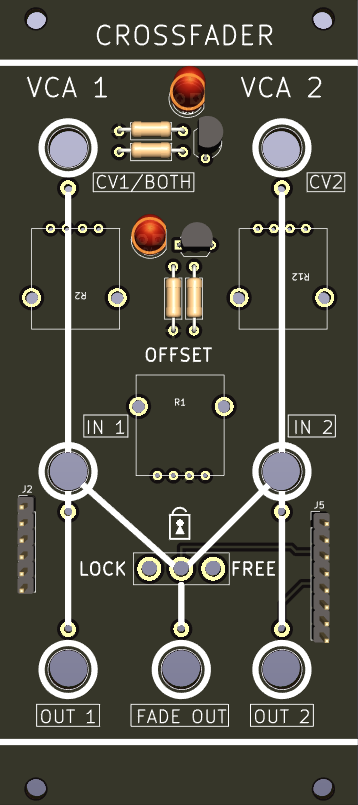 CROSSFADER
VCA 1 VCA 2
CV1/BOTH CV2
R2 R12
OFFSET
R1
IN 1 IN 2
J2 J5
LOCK FREE
OUT 1 FADE OUT OUT 2